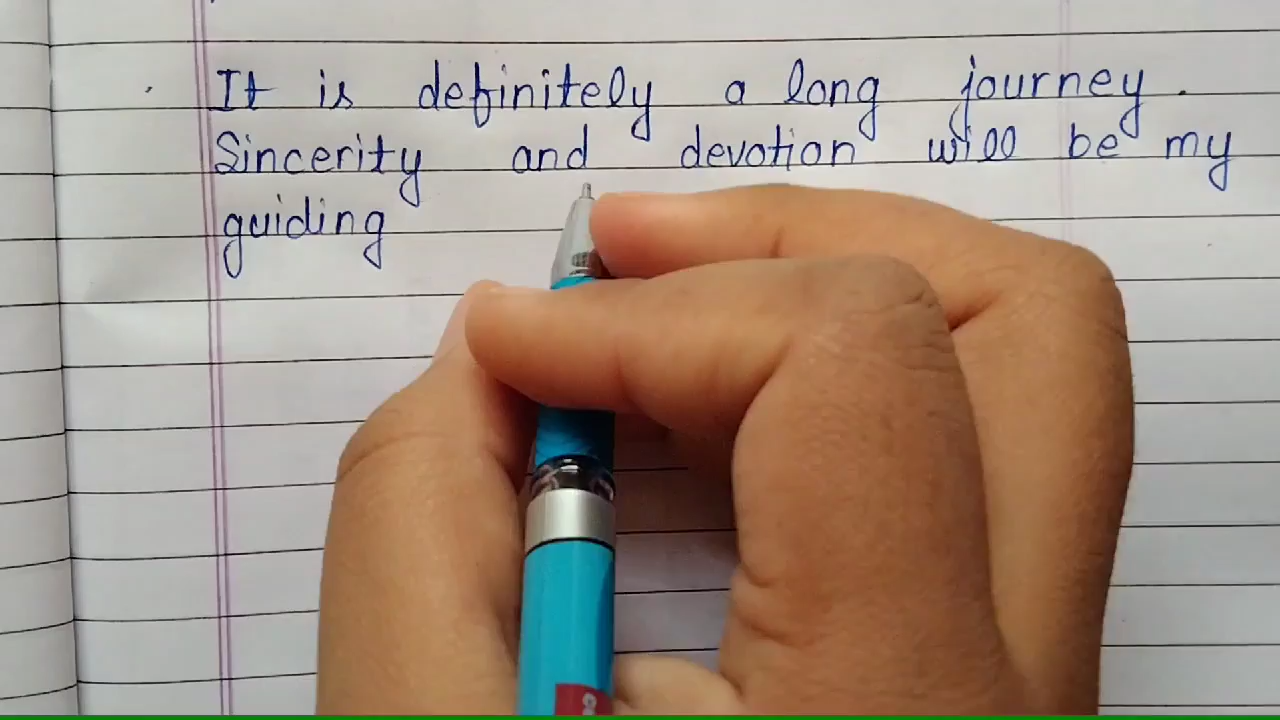 It is definitely a long journey.
Sincerity and devotion will be my
guiding